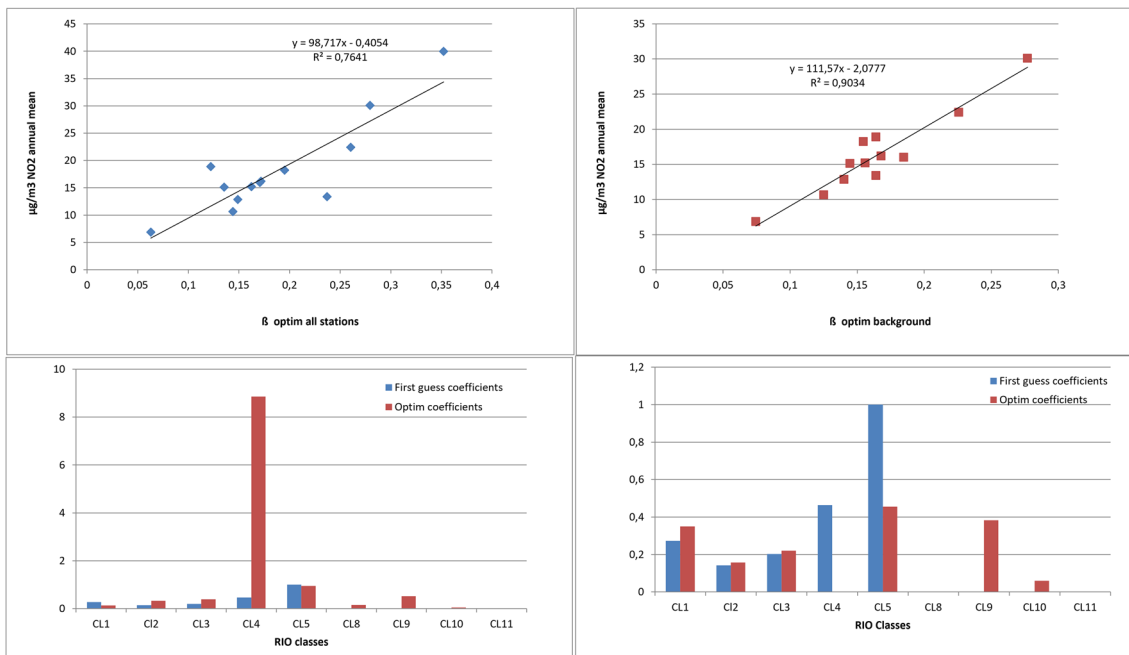 45
40
35
30
25
20
15
10
5
0
µg/m3 NO2 annual mean
y = 98,717x - 0,4054
R² = 0,7641
0 0,05 0,1 0,15 0,2 0,25 0,3 0,35 0,4
ß optim all stations
35
30
25
20
15
10
5
0
µg/m3 NO2 annual mean
y = 111,57x - 2,0777
R² = 0,9034
0 0,05 0,1 0,15 0,2 0,25 0,3
ß optim background
10
8
6
4
2
0
First guess coefficients
Optim coefficients
CL1 Cl2 CL3 CL4 CL5 CL8 CL9 CL10 CL11
RIO classes
1,2
1
0,8
0,6
0,4
0,2
0
First guess coefficients
Optim coefficients
CL1 Cl2 CL3 CL4 CL5 CL8 CL9 CL10 CL11
RIO Classes